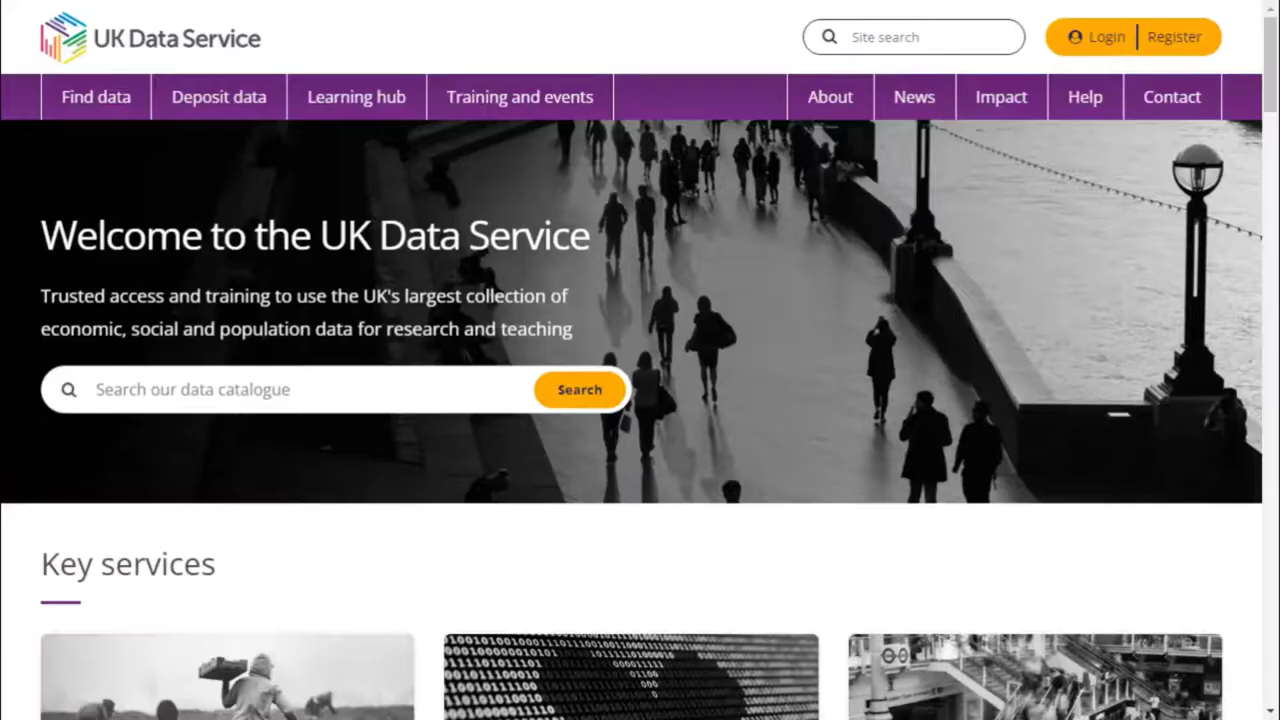 UK Data Service
Site search
Login
Register
Find data
Deposit data
Learning hub
Training and events
About
News
Impact
Help
Contact
Welcome to the UK Data Service
Trusted access and training to use the UK's largest collection of
economic, social and population data for research and teaching
Search our data catalogue
Search
Key services